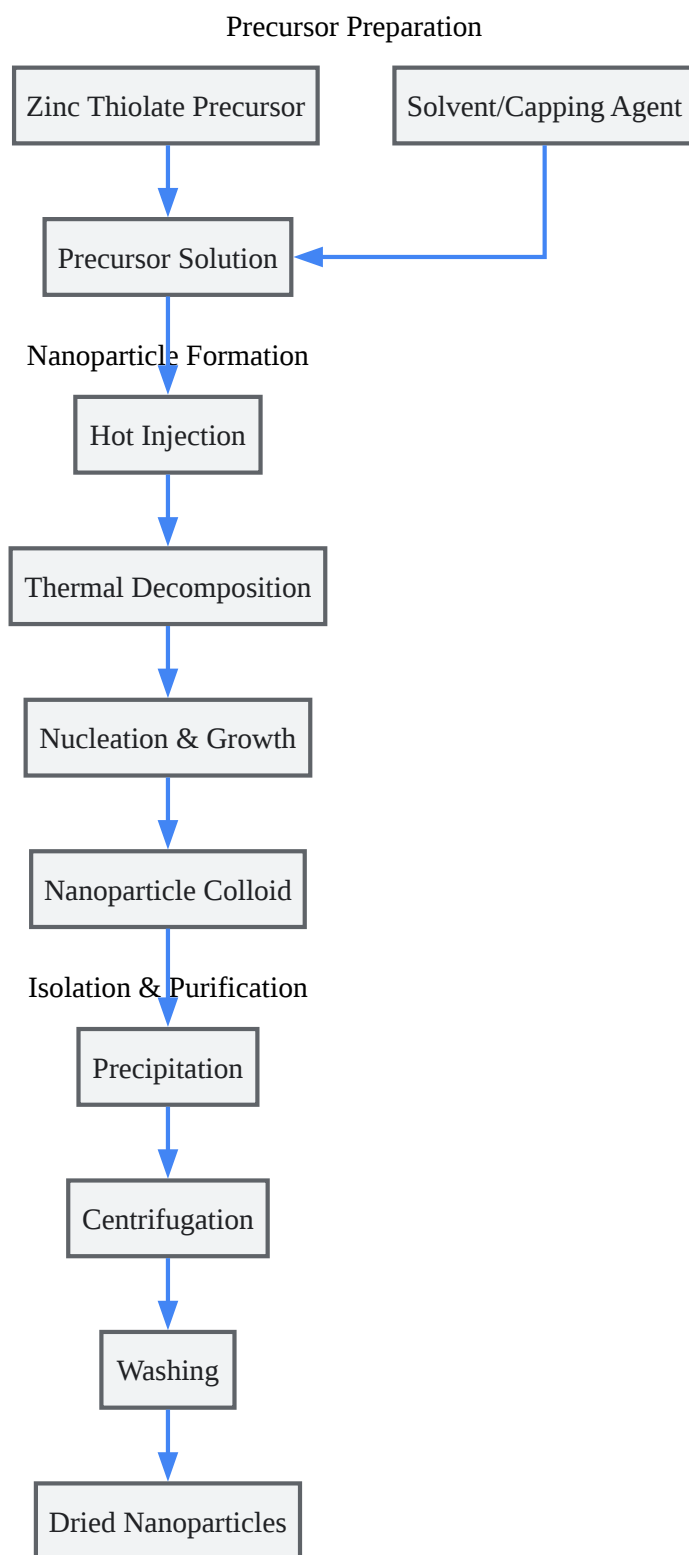 Precursor Preparation
Zinc Thiolate Precursor
Solvent/Capping Agent
Precursor Solution
Nanoparticle Formation
Hot Injection
Thermal Decomposition
Nucleation & Growth
Nanoparticle Colloid
Isolation & Purification
Precipitation
Centrifugation
Washing
Dried Nanoparticles